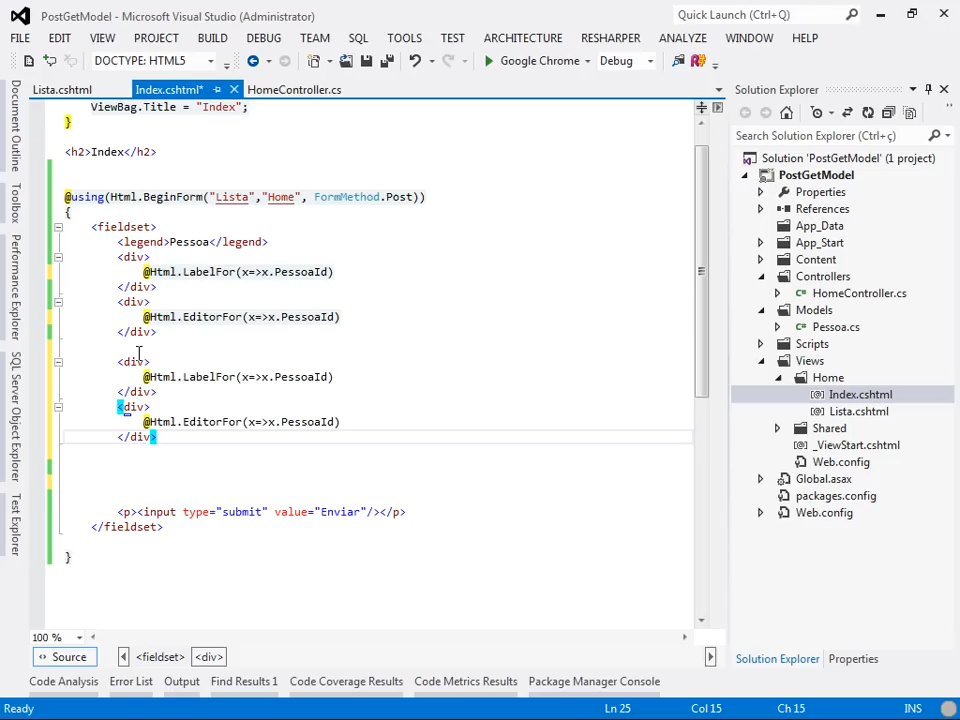 PostGetModel - Microsoft Visual Studio (Administrator)
Quick Launch (Ctrl+Q)
FILE EDIT VIEW PROJECT BUILD DEBUG TEAM SQL TOOLS TEST ARCHITECTURE RESHARPER ANALYZE WINDOW HELP
DOCTYPE: HTML5 Google Chrome Debug
Lista.cshtml Index.cshtml* HomeController.cs
ViewBag.Title = "Index";
}
<h2>Index</h2>
@using(Html.BeginForm("Lista","Home", FormMethod.Post))
{
<fieldset>
<legend>Pessoa</legend>
<div>
@Html.LabelFor(x=>x.PessoaId)
</div>
<div>
@Html.EditorFor(x=>x.PessoaId)
</div>
<div>
@Html.LabelFor(x=>x.PessoaId)
</div>
<div>
@Html.EditorFor(x=>x.PessoaId)
</div>
<p><input type="submit" value="Enviar"/></p>
</fieldset>
}
100 %
Source <fieldset> <div>
Code Analysis Error List Output Find Results 1 Code Coverage Results Code Metrics Results Package Manager Console
Ready Ln 25 Col 15 Ch 15 INS
Document Outline
Toolbox
Performance Explorer
SQL Server Object Explorer
Test Explorer
Solution Explorer
Search Solution Explorer (Ctrl+ç)
Solution 'PostGetModel' (1 project)
PostGetModel
Properties
References
App_Data
App_Start
Content
Controllers
HomeController.cs
Models
Pessoa.cs
Scripts
Views
Home
Index.cshtml
Lista.cshtml
Shared
_ViewStart.cshtml
Web.config
Global.asax
packages.config
Web.config
Solution Explorer Properties